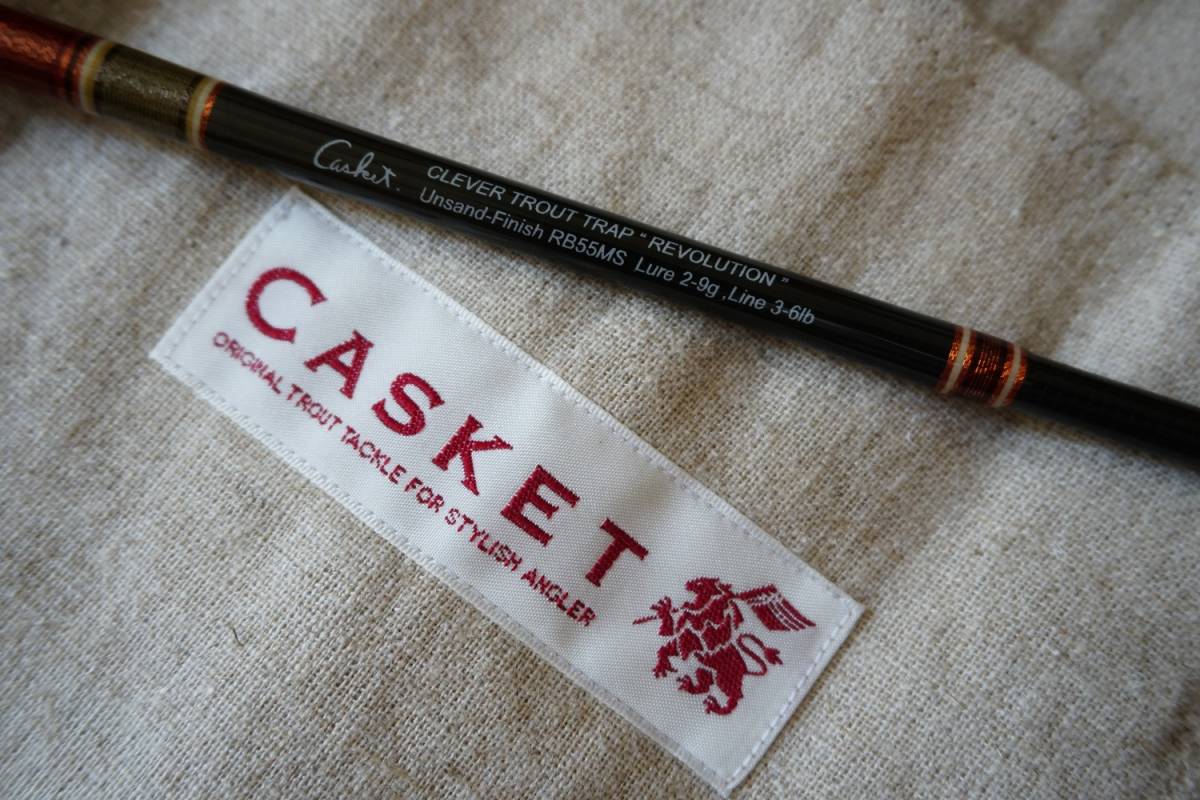 Casket.
CLEVER TROUT TRAP “ REVOLUTION ”
Unsand-Finish RB55MS Lure 2-9g ,Line 3-6lb
CASKET
ORIGINAL TROUT TACKLE FOR STYLISH ANGLER